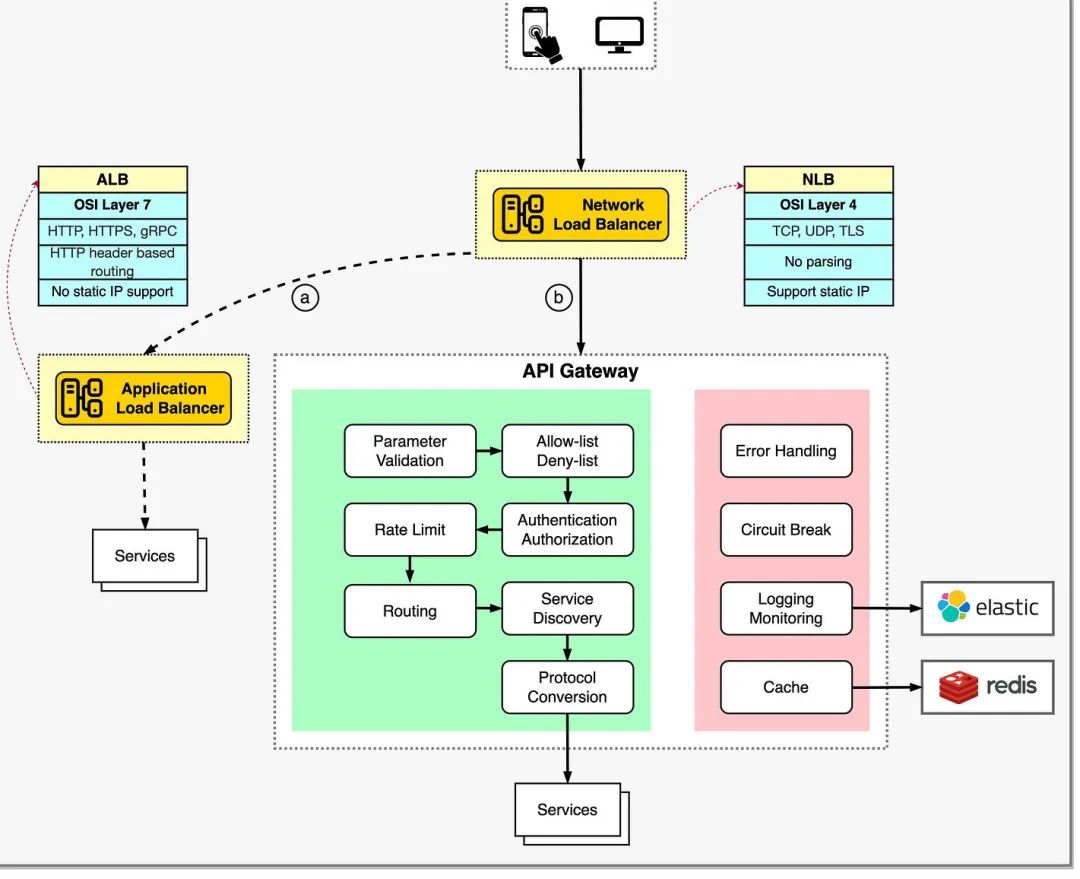 ALB
OSI Layer 7
HTTP, HTTPS, gRPC
HTTP header based
routing
No static IP support
Network
Load Balancer
NLB
OSI Layer 4
TCP, UDP, TLS
No parsing
Support static IP
a
b
Application
Load Balancer
Services
API Gateway
Parameter
Validation
Allow-list
Deny-list
Authentication
Authorization
Rate Limit
Routing
Service
Discovery
Protocol
Conversion
Error Handling
Circuit Break
Logging
Monitoring
Cache
elastic
redis
Services